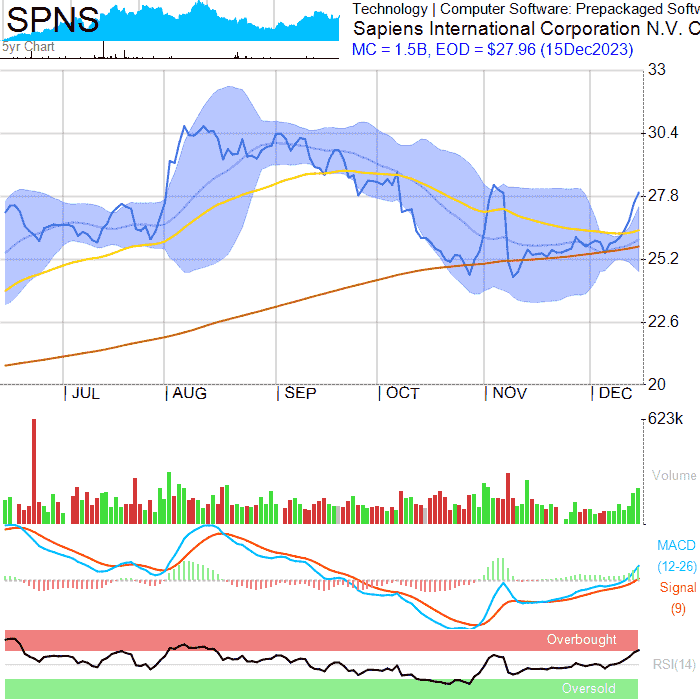 SPNS
5yr Chart
Technology | Computer Software: Prepackaged Softw
Sapiens International Corporation N.V. C
MC = 1.5B, EOD = $27.96 (15Dec2023)
33
30.4
27.8
25.2
22.6
20
JUL AUG SEP OCT NOV DEC
623k
Volume
MACD
(12-26)
Signal
(9)
Overbought
RSI(14)
Oversold